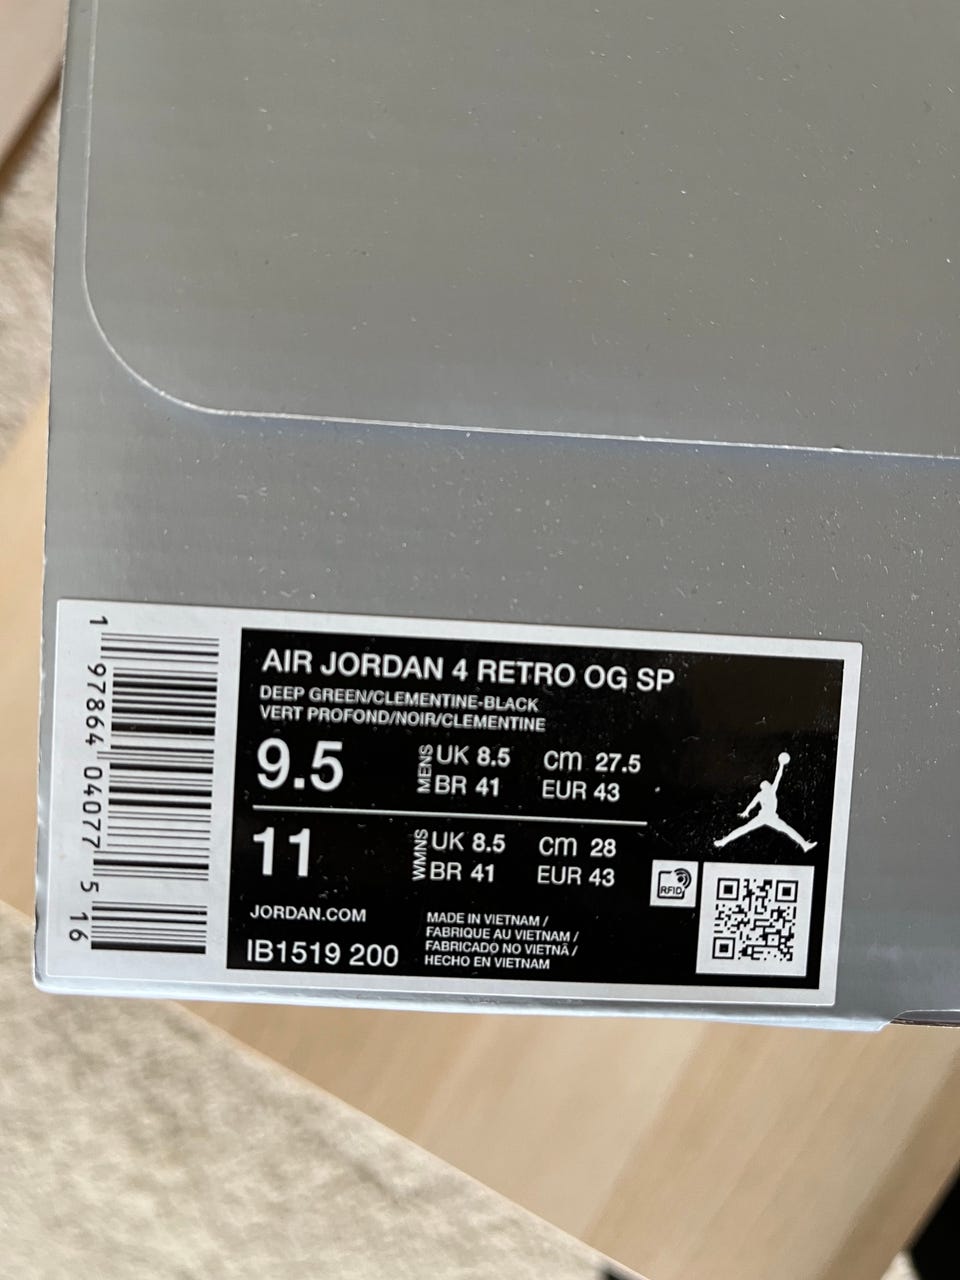 1 97864 04077 5 16
AIR JORDAN 4 RETRO OG SP
DEEP GREEN/CLEMENTINE-BLACK
VERT PROFOND/NOIR/CLEMENTINE
9.5 MENS UK 8.5 cm 27.5
BR 41 EUR 43
11 WMNS UK 8.5 cm 28
BR 41 EUR 43
RFID
JORDAN.COM
IB1519 200
MADE IN VIETNAM /
FABRIQUE AU VIETNAM /
FABRICADO NO VIETNÃ /
HECHO EN VIETNAM